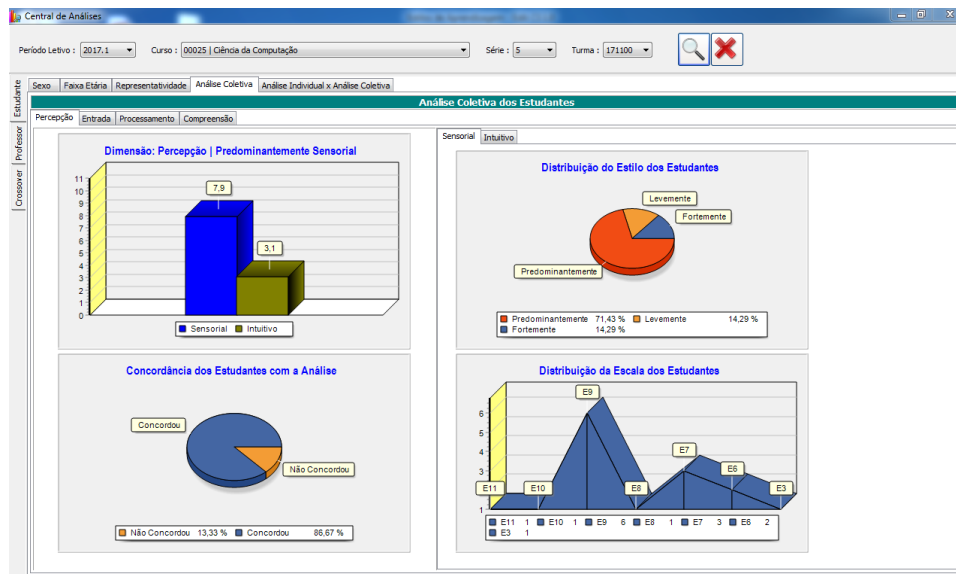 Central de Análises
Período Letivo : 2017.1 Curso : 00025 | Ciência da Computação Série : 5 Turma : 171100
Estudante
Professor
Crossover
Sexo Faixa Etária Representatividade Análise Coletiva Análise Individual x Análise Coletiva
Análise Coletiva dos Estudantes
Percepção Entrada Processamento Compreensão
Dimensão: Percepção | Predominantemente Sensorial
11
10
9
8
7
6
5
4
3
2
1
0
7,9
3,1
Sensorial Intuitivo
Concordância dos Estudantes com a Análise
Concordou
Não Concordou
Não Concordou 13,33 % Concordou 86,67 %
Sensorial Intuitivo
Distribuição do Estilo dos Estudantes
Levemente
Fortemente
Predominantemente
Predominantemente 71,43 % Levemente 14,29 %
Fortemente 14,29 %
Distribuição da Escala dos Estudantes
6
5
4
3
1
E11
E10
E9
E8
E7
E6
E3
E11 1 E10 1 E9 6 E8 1 E7 3 E6 2
E3 1